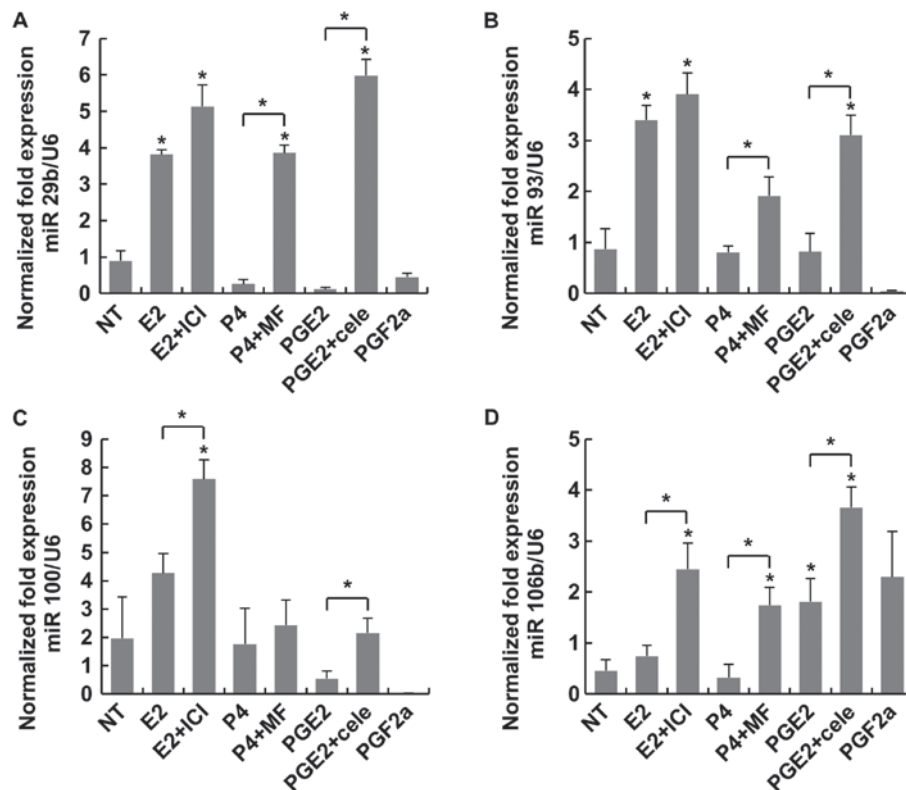 A
Normalized fold expression
miR 29b/U6
7
6
5
4
3
2
1
0
* * * * * *
NT E2 E2+ICI P4 P4+MF PGE2 PGE2+cele PGF2a
B
Normalized fold expression
miR 93/U6
5
4
3
2
1
0
* * * * *
NT E2 E2+ICI P4 P4+MF PGE2 PGE2+cele PGF2a
C
Normalized fold expression
miR 100/U6
9
8
7
6
5
4
3
2
1
0
* * *
NT E2 E2+ICI P4 P4+MF PGE2 PGE2+cele PGF2a
D
Normalized fold expression
miR 106b/U6
5
4
3
2
1
0
* * * * * * *
NT E2 E2+ICI P4 P4+MF PGE2 PGE2+cele PGF2a